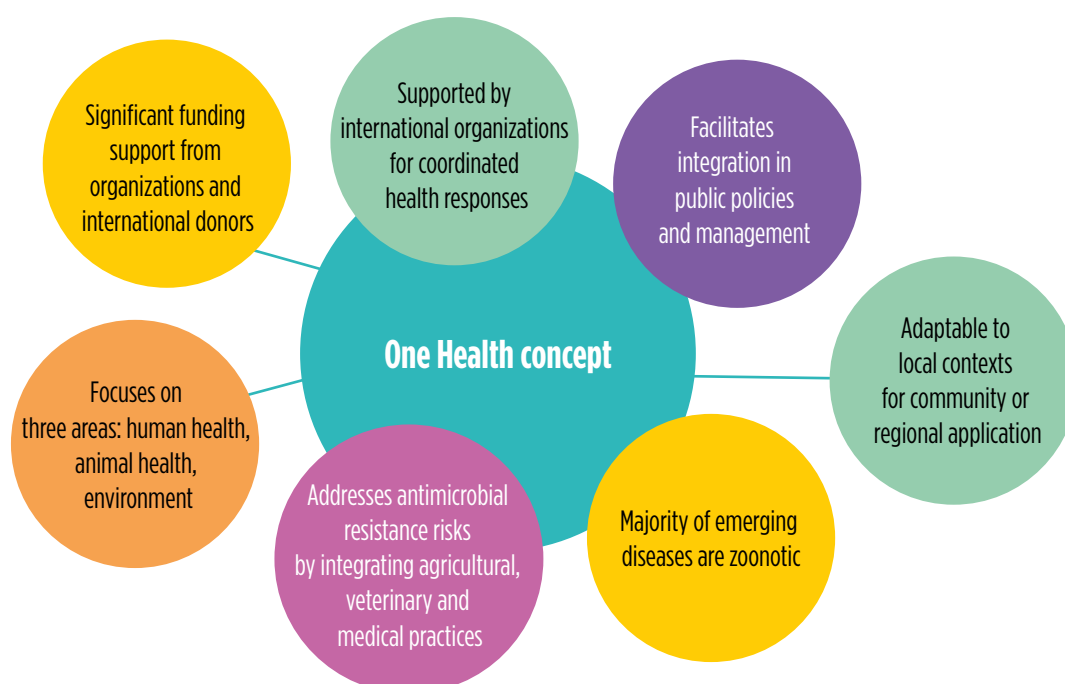 Significant funding
support from
organizations and
international donors
Supported by
international organizations
for coordinated
health responses
Facilitates
integration in
public policies
and management
One Health concept
Adaptable to
local contexts
for community or
regional application
Focuses on
three areas: human health,
animal health,
environment
Addresses antimicrobial
resistance risks
by integrating agricultural,
veterinary and
medical practices
Majority of emerging
diseases are zoonotic